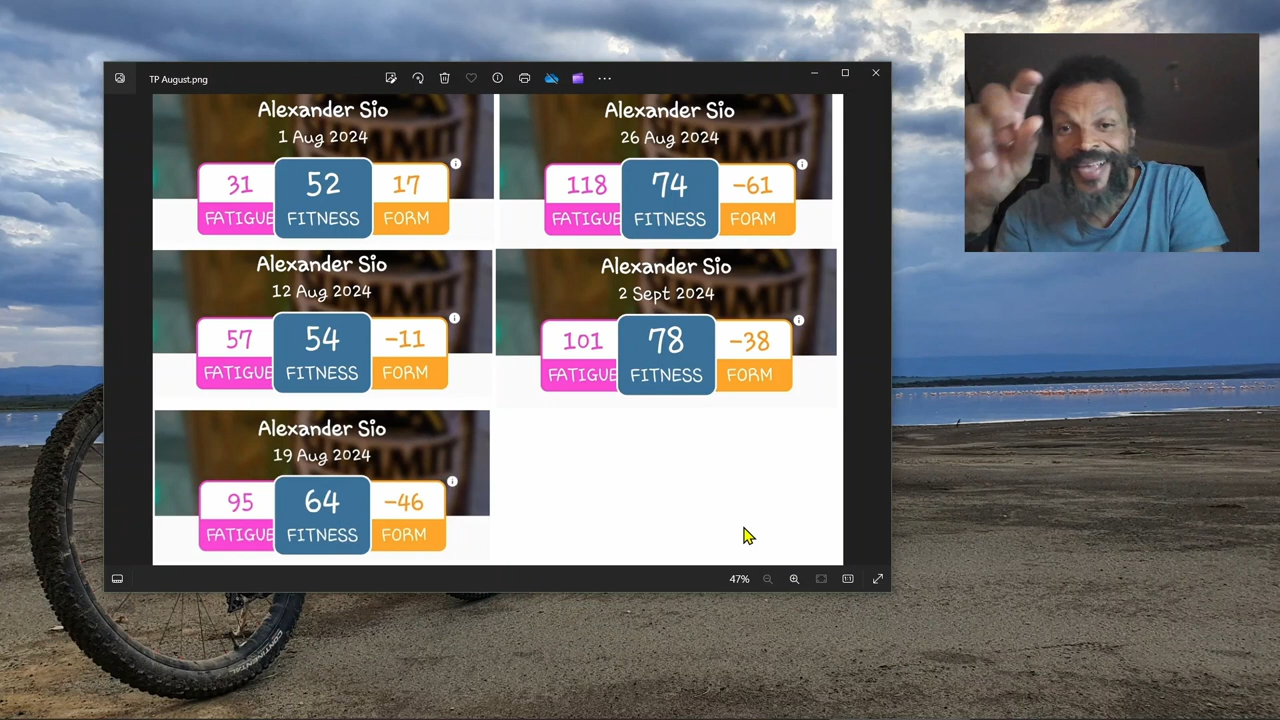 TP August.png
Alexander Sio
1 Aug 2024
31 52 17
FATIGUE FITNESS FORM
Alexander Sio
12 Aug 2024
57 54 -11
FATIGUE FITNESS FORM
Alexander Sio
19 Aug 2024
95 64 -46
FATIGUE FITNESS FORM
Alexander Sio
26 Aug 2024
118 74 -61
FATIGUE FITNESS FORM
Alexander Sio
2 Sept 2024
101 78 -38
FATIGUE FITNESS FORM
47%
CONTINENTAL